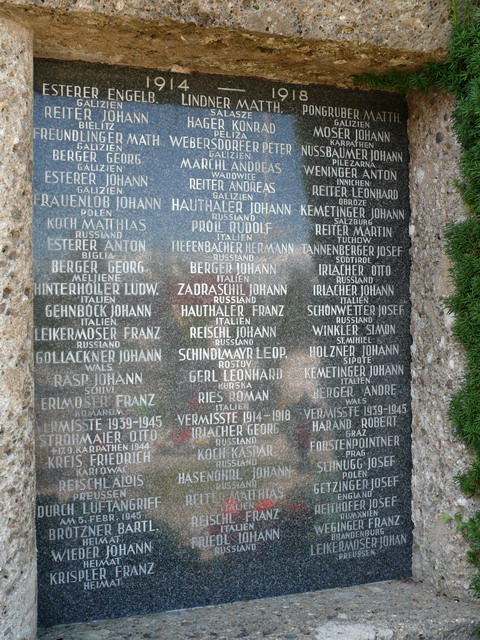 1914 — 1918
ESTERER ENGELB.
GALIZIEN
REITER JOHANN
BIELITZ
FREUNDLINGER MATH.
GALIZIEN
BERGER GEORG
GALIZIEN
ESTERER JOHANN
GALIZIEN
FRAUENLOB JOHANN
POLEN
KOCH MATTHIAS
RUSSLAND
ESTERER ANTON
BIGLIA
BERGER GEORG
MELJIENE
HINTERHOLLER LUDW.
ITALIEN
GEHNBÖCK JOHANN
ITALIEN
LEIKERMOSER FRANZ
RUSSLAND
GOLLACKNER JOHANN
WALS
RASP JOHANN
ERLMOSER FRANZ
KOMAROM
VERMISSTE 1939-1945
STROHMAIER OTTO
KARPATHEN 1944
KREIS FRIEDRICH
KARLOWAC
REISCHL ALOIS
PREUSSEN
DURCH LUFTANGRIFF
AM 5. FEBR. 1945
BRÖTZNER BARTL
HEIMAT
WIEDER JOHANN
HEIMAT
KRISPLER FRANZ
HEIMAT
LINDNER MATTH.
SALASZE
HAGER KONRAD
PELIZA
WEBERSDORFER PETER
GALIZIEN
MARCHL ANDREAS
WADOWICE
REITER ANDREAS
GALIZIEN
HAUTHALER JOHANN
RUSSLAND
PROLL RUDOLF
ITALIEN
TIEFENBACHER HERMANN
RUSSLAND
BERGER JOHANN
ITALIEN
ZADRASCHIL JOHANN
RUSSLAND
HAUTHALER FRANZ
ITALIEN
REISCHL JOHANN
RUSSLAND
SCHINDLMAYR LEOP.
ROSTOV
GERL LEONHARD
KURSKA
RIES ROMAN
ITALIEN
VERMISSTE 1914-1918
IRLACHER GEORG
RUSSLAND
KOCH KASPAR
RUSSLAND
HASENÖHRL JOHANN
RUSSLAND
REITER MATTHIAS
ITALIEN
REISCHL FRANZ
ITALIEN
FRIEDL JOHANN
RUSSLAND
PONGRUBER MATTH.
GALIZIEN
MOSER JOHANN
KARPATHEN
NUSSBAUMER JOHANN
PILEZARNA
WENINGER ANTON
INNICHEN
REITER LEONHARD
OBROZE
KEMETINGER JOHANN
SALZBURG
REITER MARTIN
TUCHOW
TANNENBERGER JOSEF
SÜDTIROL
IRLACHER OTTO
RUSSLAND
IRLACHER JOHANN
ITALIEN
SCHÖNWETTER JOSEF
RUSSLAND
WINKLER SIMON
ST. MIHIEL
HOLZNER JOHANN
SIPOTE
KEMETINGER JOHANN
ITALIEN
BERGER ANDRE
WALS
VERMISSTE 1939-1945
HARAND ROBERT
GRAZ
FORSTENPOINTNER
PRAG
SCHNUGG JOSEF
POLEN
GETZINGER JOSEF
ENGLAND
REITHOFER JOSEF
RUMÄNIEN
WEGINGER FRANZ
BRANDENBURG
LEIKERMOSER JOHAN
PREUSSEN